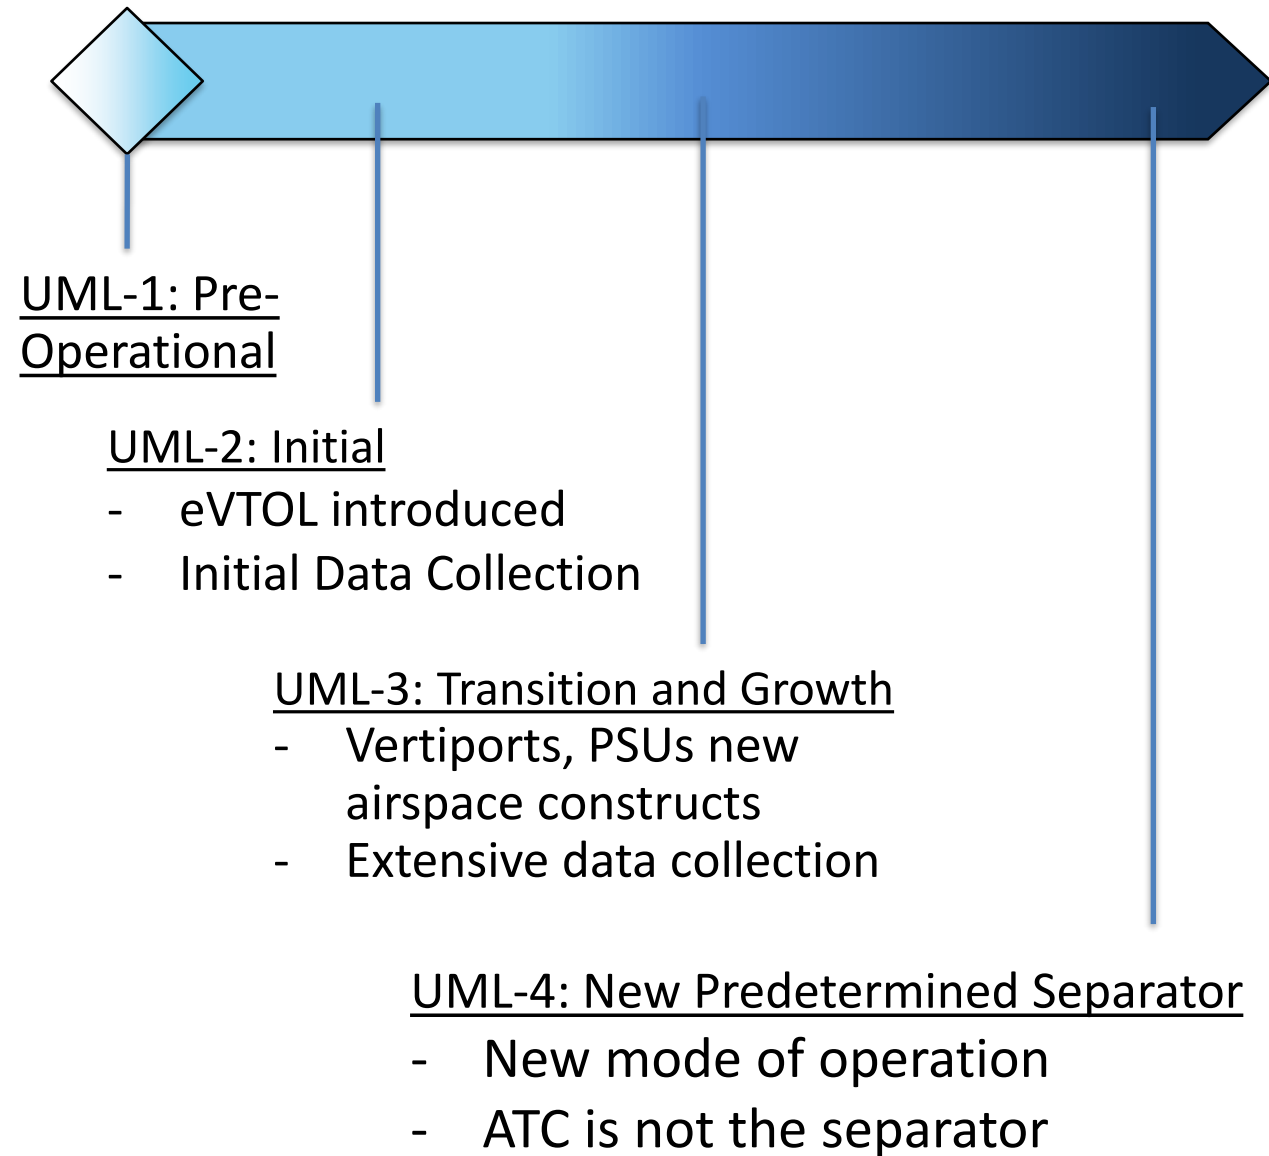 UML-1: Pre-
Operational
UML-2: Initial
- eVTOL introduced
- Initial Data Collection
UML-3: Transition and Growth
- Vertiports, PSUs new
airspace constructs
- Extensive data collection
UML-4: New Predetermined Separator
- New mode of operation
- ATC is not the separator